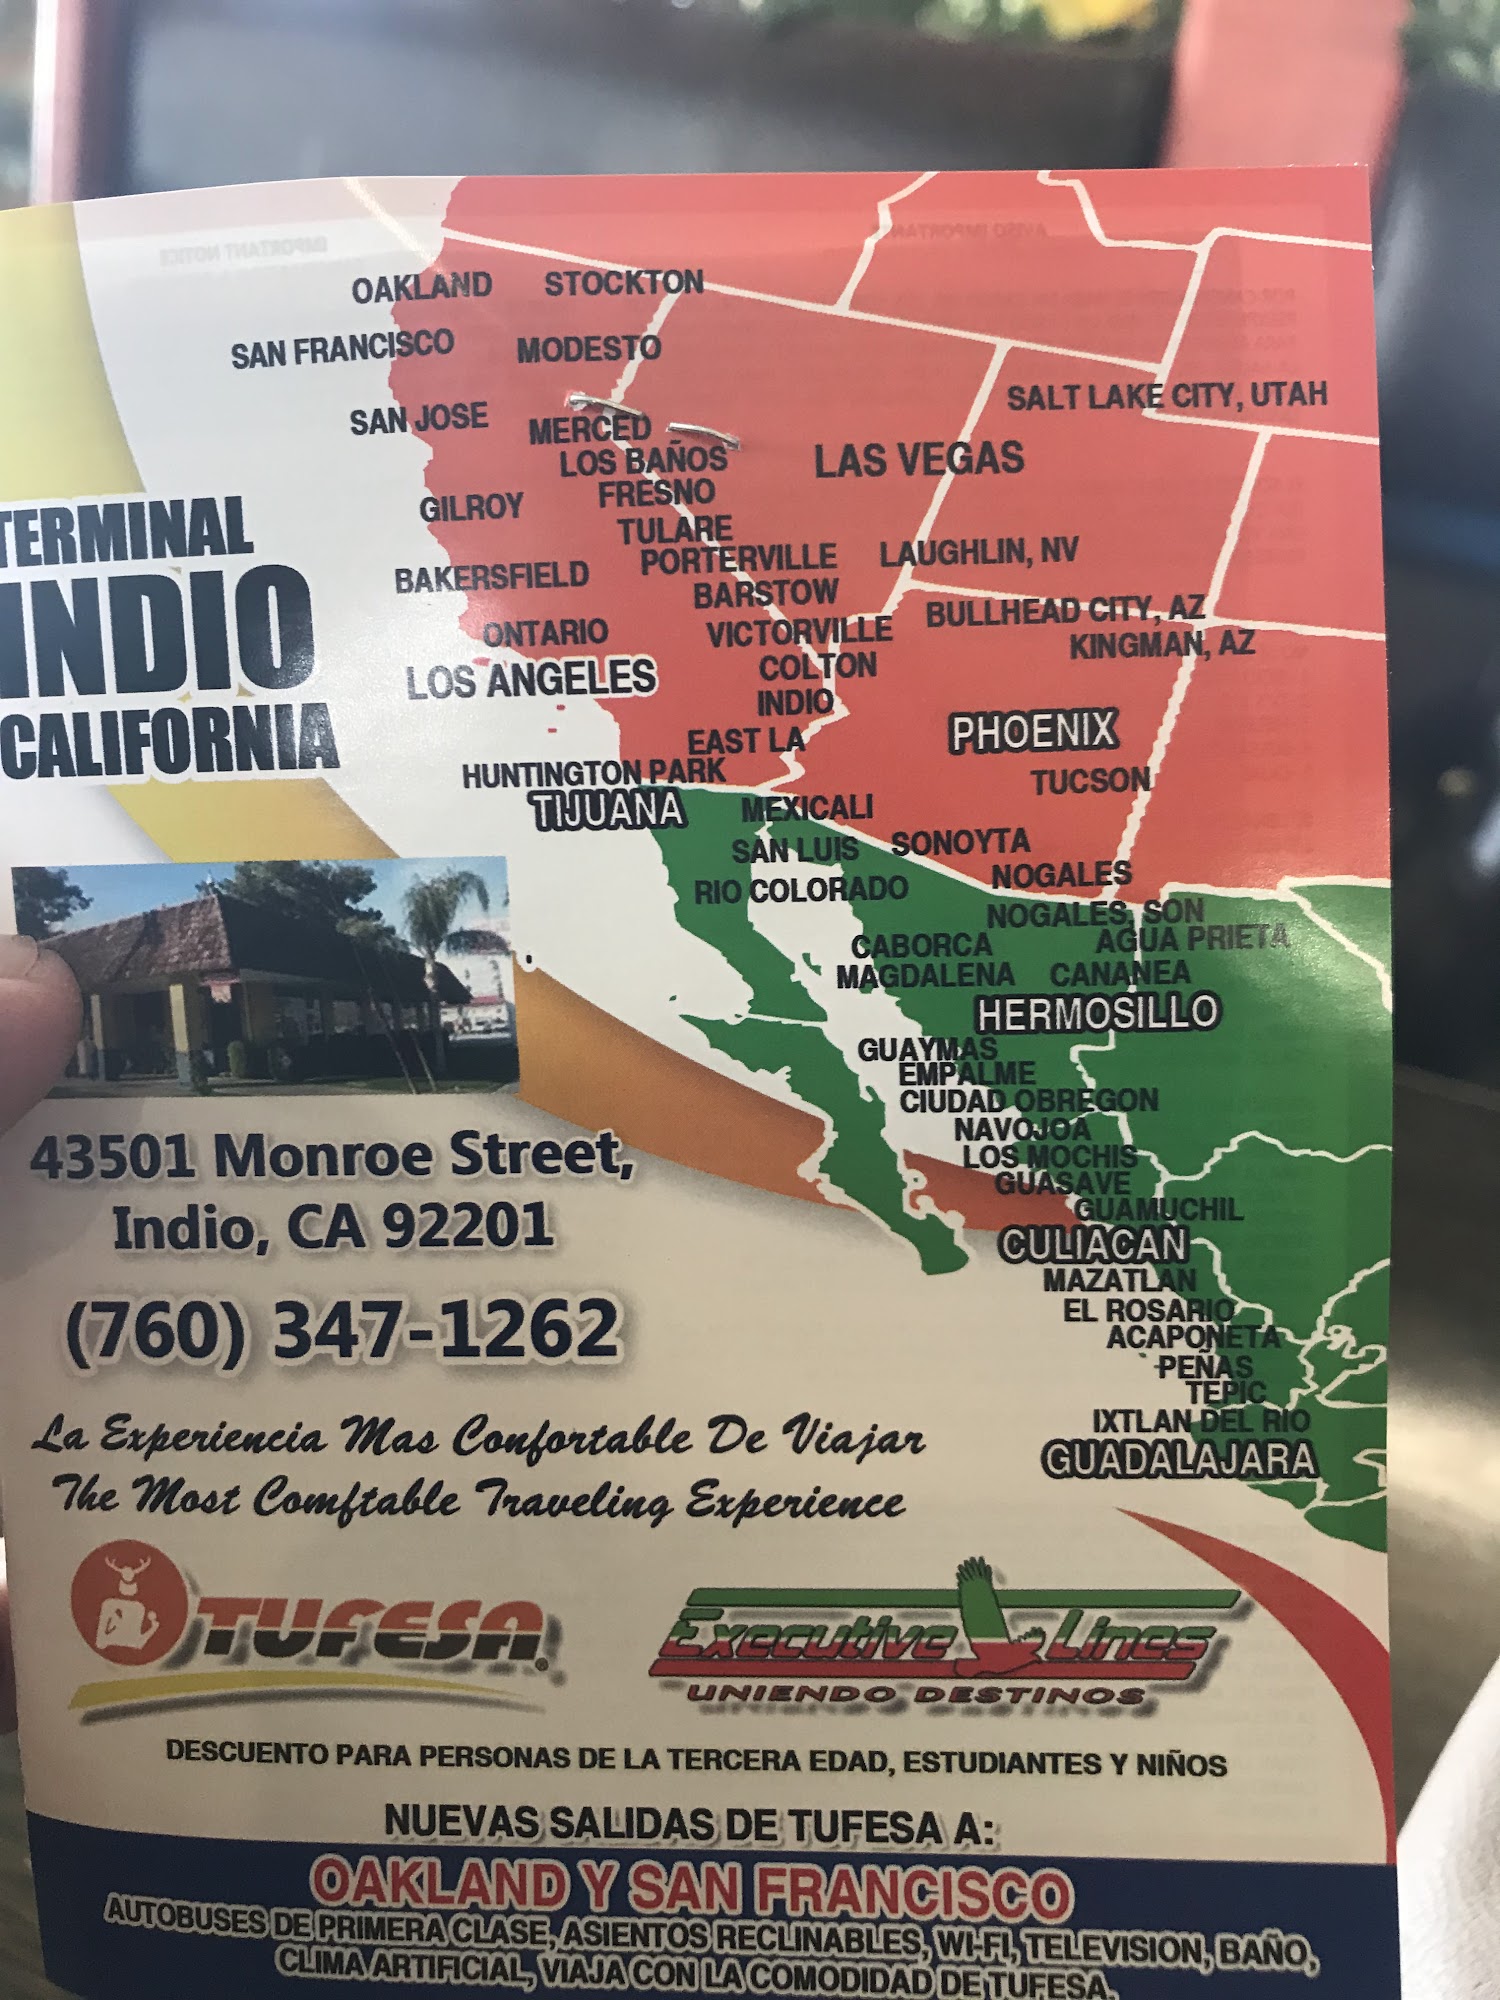 OAKLAND STOCKTON
SAN FRANCISCO MODESTO
SALT LAKE CITY, UTAH
SAN JOSE MERCED
LOS BAÑOS LAS VEGAS
GILROY FRESNO
TULARE
BAKERSFIELD PORTERVILLE LAUGHLIN, NV
BARSTOW
ONTARIO VICTORVILLE BULLHEAD CITY, AZ
KINGMAN, AZ
LOS ANGELES COLTON
INDIO
EAST LA PHOENIX
HUNTINGTON PARK TUCSON
TIJUANA MEXICALI
SAN LUIS SONOYTA
RIO COLORADO NOGALES
NOGALES, SON
CABORCA AGUA PRIETA
MAGDALENA CANANEA
HERMOSILLO
GUAYMAS
EMPALME
CIUDAD OBREGON
NAVOJOA
LOS MOCHIS
GUASAVE
GUAMUCHIL
CULIACAN
MAZATLAN
EL ROSARIO
ACAPONETA
PEÑAS
TEPIC
IXTLAN DEL RIO
GUADALAJARA
TERMINAL
INDIO
CALIFORNIA
43501 Monroe Street,
Indio, CA 92201
(760) 347-1262
La Experiencia Mas Confortable De Viajar
The Most Comftable Traveling Experience
TUFESA®
Executive Lines
UNIENDO DESTINOS
DESCUENTO PARA PERSONAS DE LA TERCERA EDAD, ESTUDIANTES Y NIÑOS
NUEVAS SALIDAS DE TUFESA A:
OAKLAND Y SAN FRANCISCO
AUTOBUSES DE PRIMERA CLASE, ASIENTOS RECLINABLES, WI-FI, TELEVISION, BAÑO,
CLIMA ARTIFICIAL, VIAJA CON LA COMODIDAD DE TUFESA.